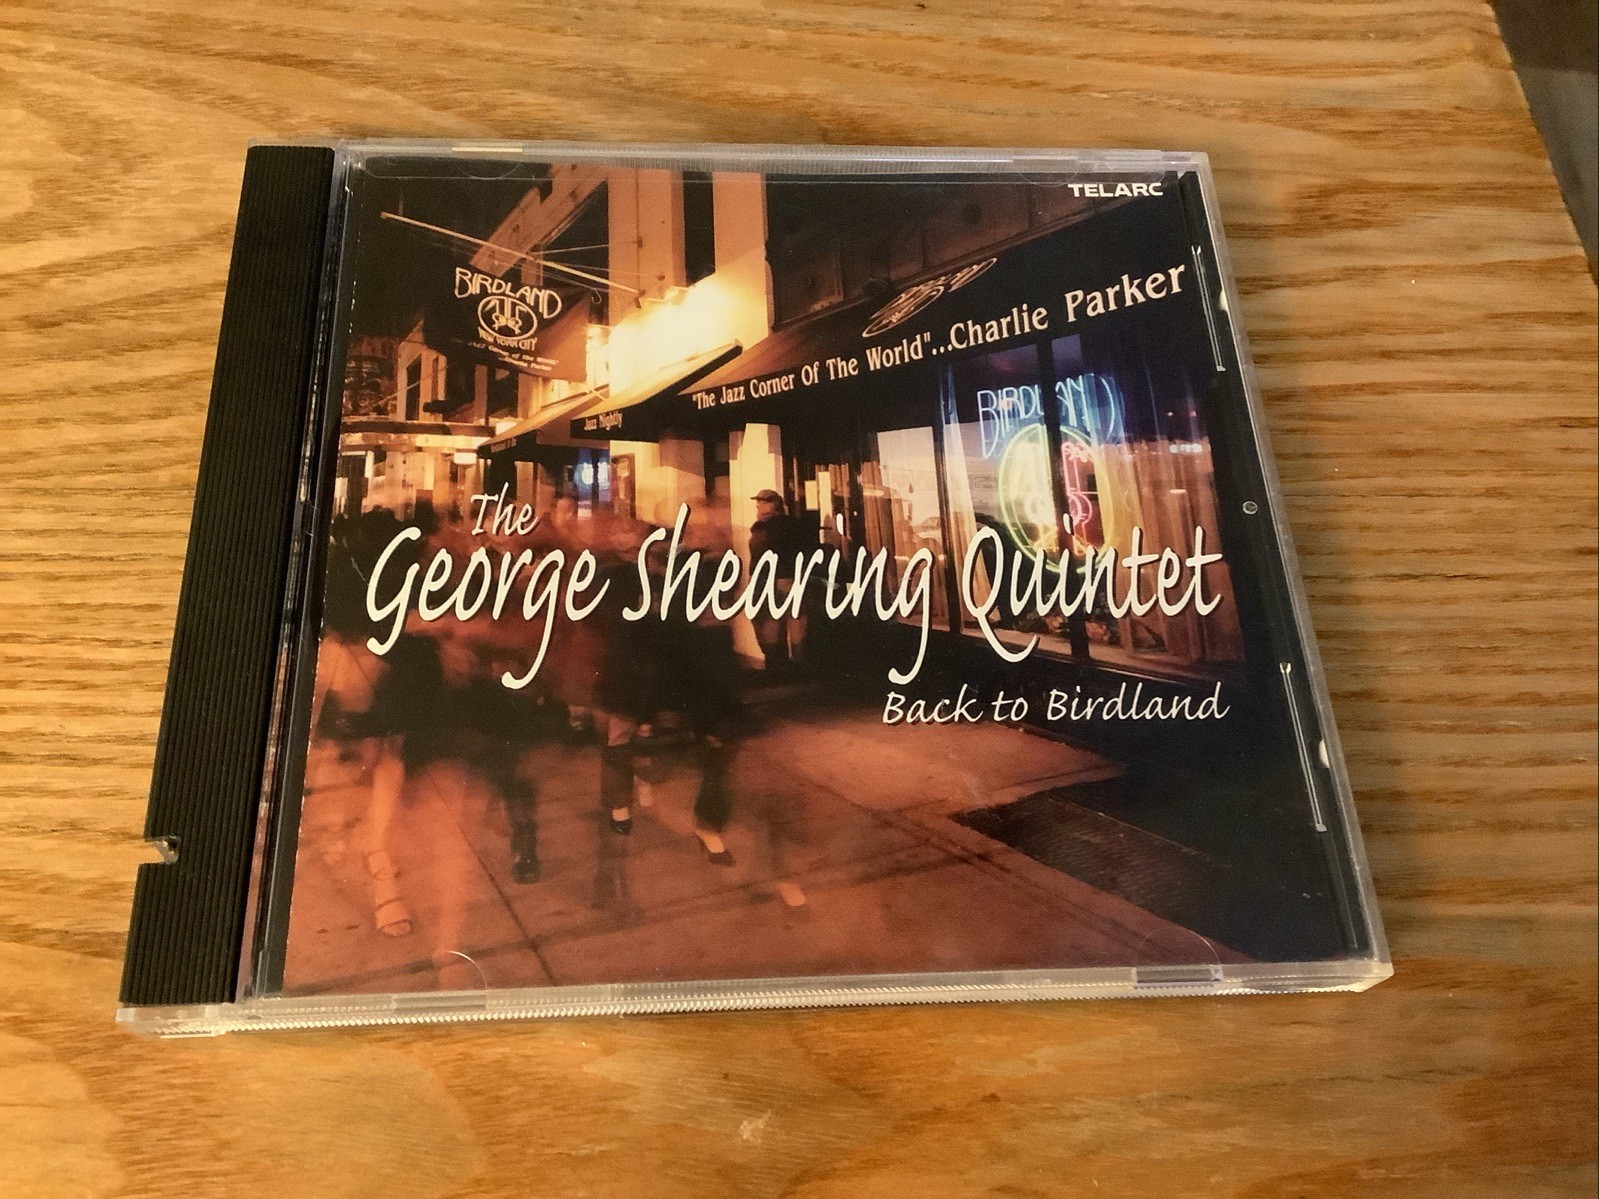 TELARC
BIRDLAND
NEW YORK CITY
"The Jazz Corner Of The World"...Charlie Parker
Jazz Nightly
BIRDLAND
The
George Shearing Quintet
Back to Birdland